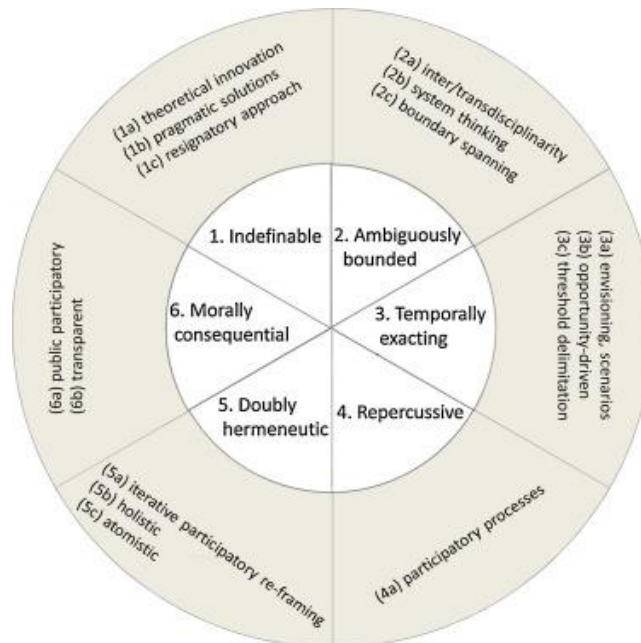 (1a) theoretical innovation
(1b) pragmatic solutions
(1c) resignatory approach
(2a) inter/transdisciplinarity
(2b) system thinking
(2c) boundary spanning
(3a) envisioning, scenarios
(3b) opportunity-driven
(3c) threshold delimitation
(4a) participatory processes
(5a) iterative participatory re-framing
(5b) holistic
(5c) atomistic
(6a) public participatory
(6b) transparent
1. Indefinable
2. Ambiguously
bounded
3. Temporally
exacting
4. Repercussive
5. Doubly
hermeneutic
6. Morally
consequential